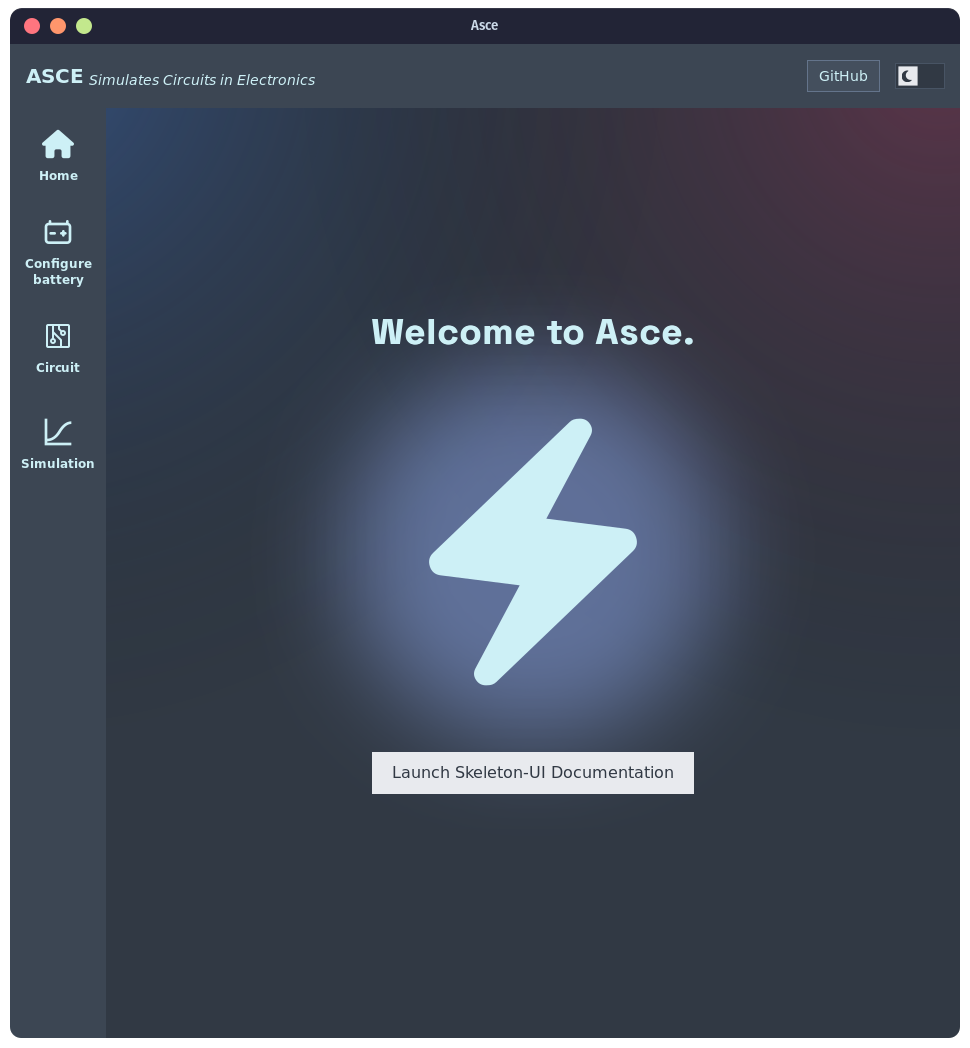 Asce
ASCE Simulates Circuits in Electronics
GitHub
Home
Configure
battery
Circuit
Simulation
Welcome to Asce.
Launch Skeleton-UI Documentation